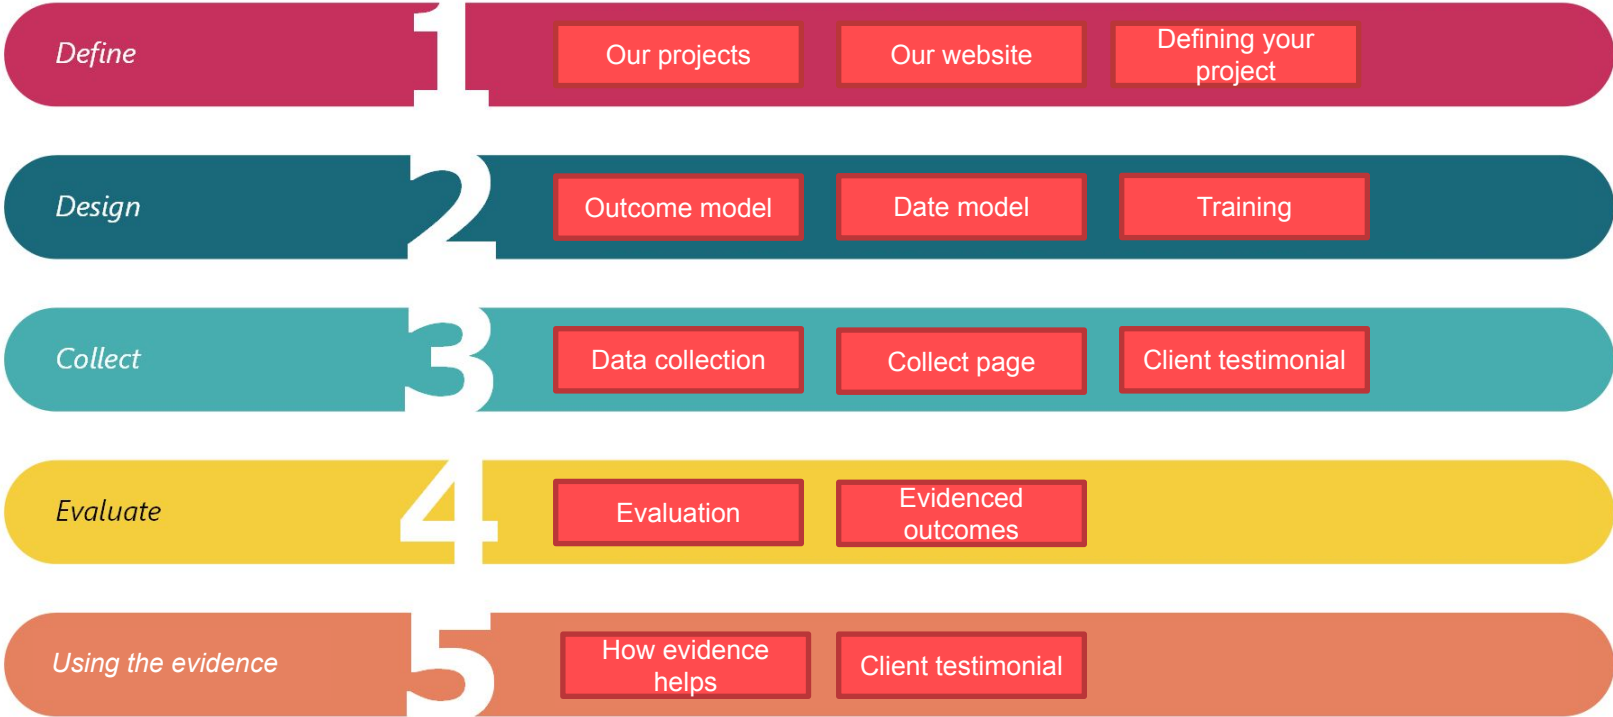 Define
1
Our projects
Our website
Defining your
project
Design
2
Outcome model
Date model
Training
Collect
3
Data collection
Collect page
Client testimonial
Evaluate
4
Evaluation
Evidenced
outcomes
Using the evidence
5
How evidence
helps
Client testimonial